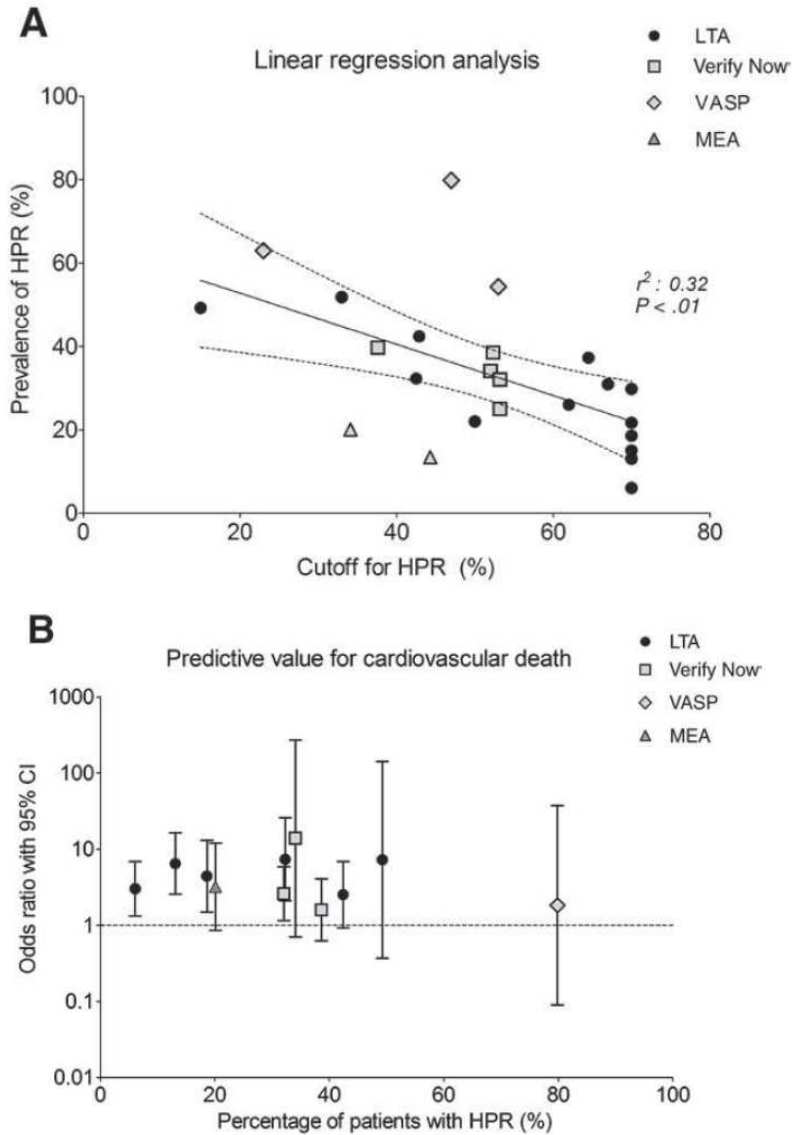 A
Linear regression analysis
LTA
Verify Now
VASP
MEA
100
80
60
40
20
0
Prevalence of HPR (%)
r2 : 0.32
P < .01
0 20 40 60 80
Cutoff for HPR (%)
B
Predictive value for cardiovascular death
LTA
Verify Now
VASP
MEA
1000
100
10
1
0.1
0.01
Odds ratio with 95% CI
0 20 40 60 80 100
Percentage of patients with HPR (%)